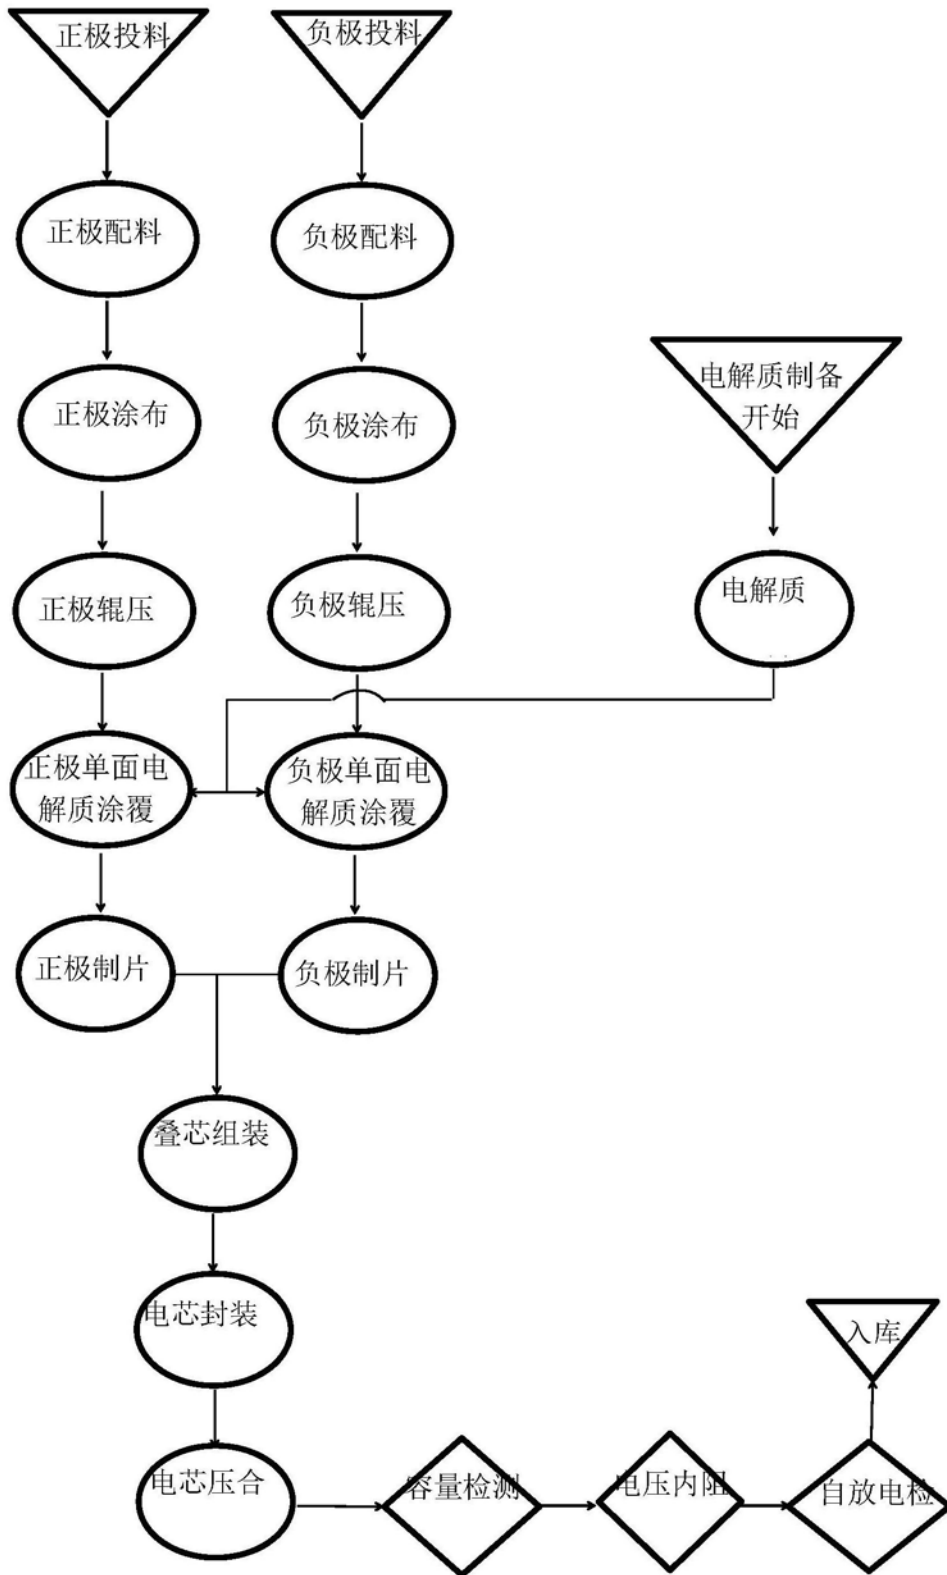 正极投料
负极投料
正极配料
负极配料
正极涂布
负极涂布
电解质制备
开始
正极辊压
负极辊压
电解质
正极单面电
解质涂覆
负极单面电
解质涂覆
正极制片
负极制片
叠芯组装
电芯封装
入库
电芯压合
容量检测
电压内阻
自放电检